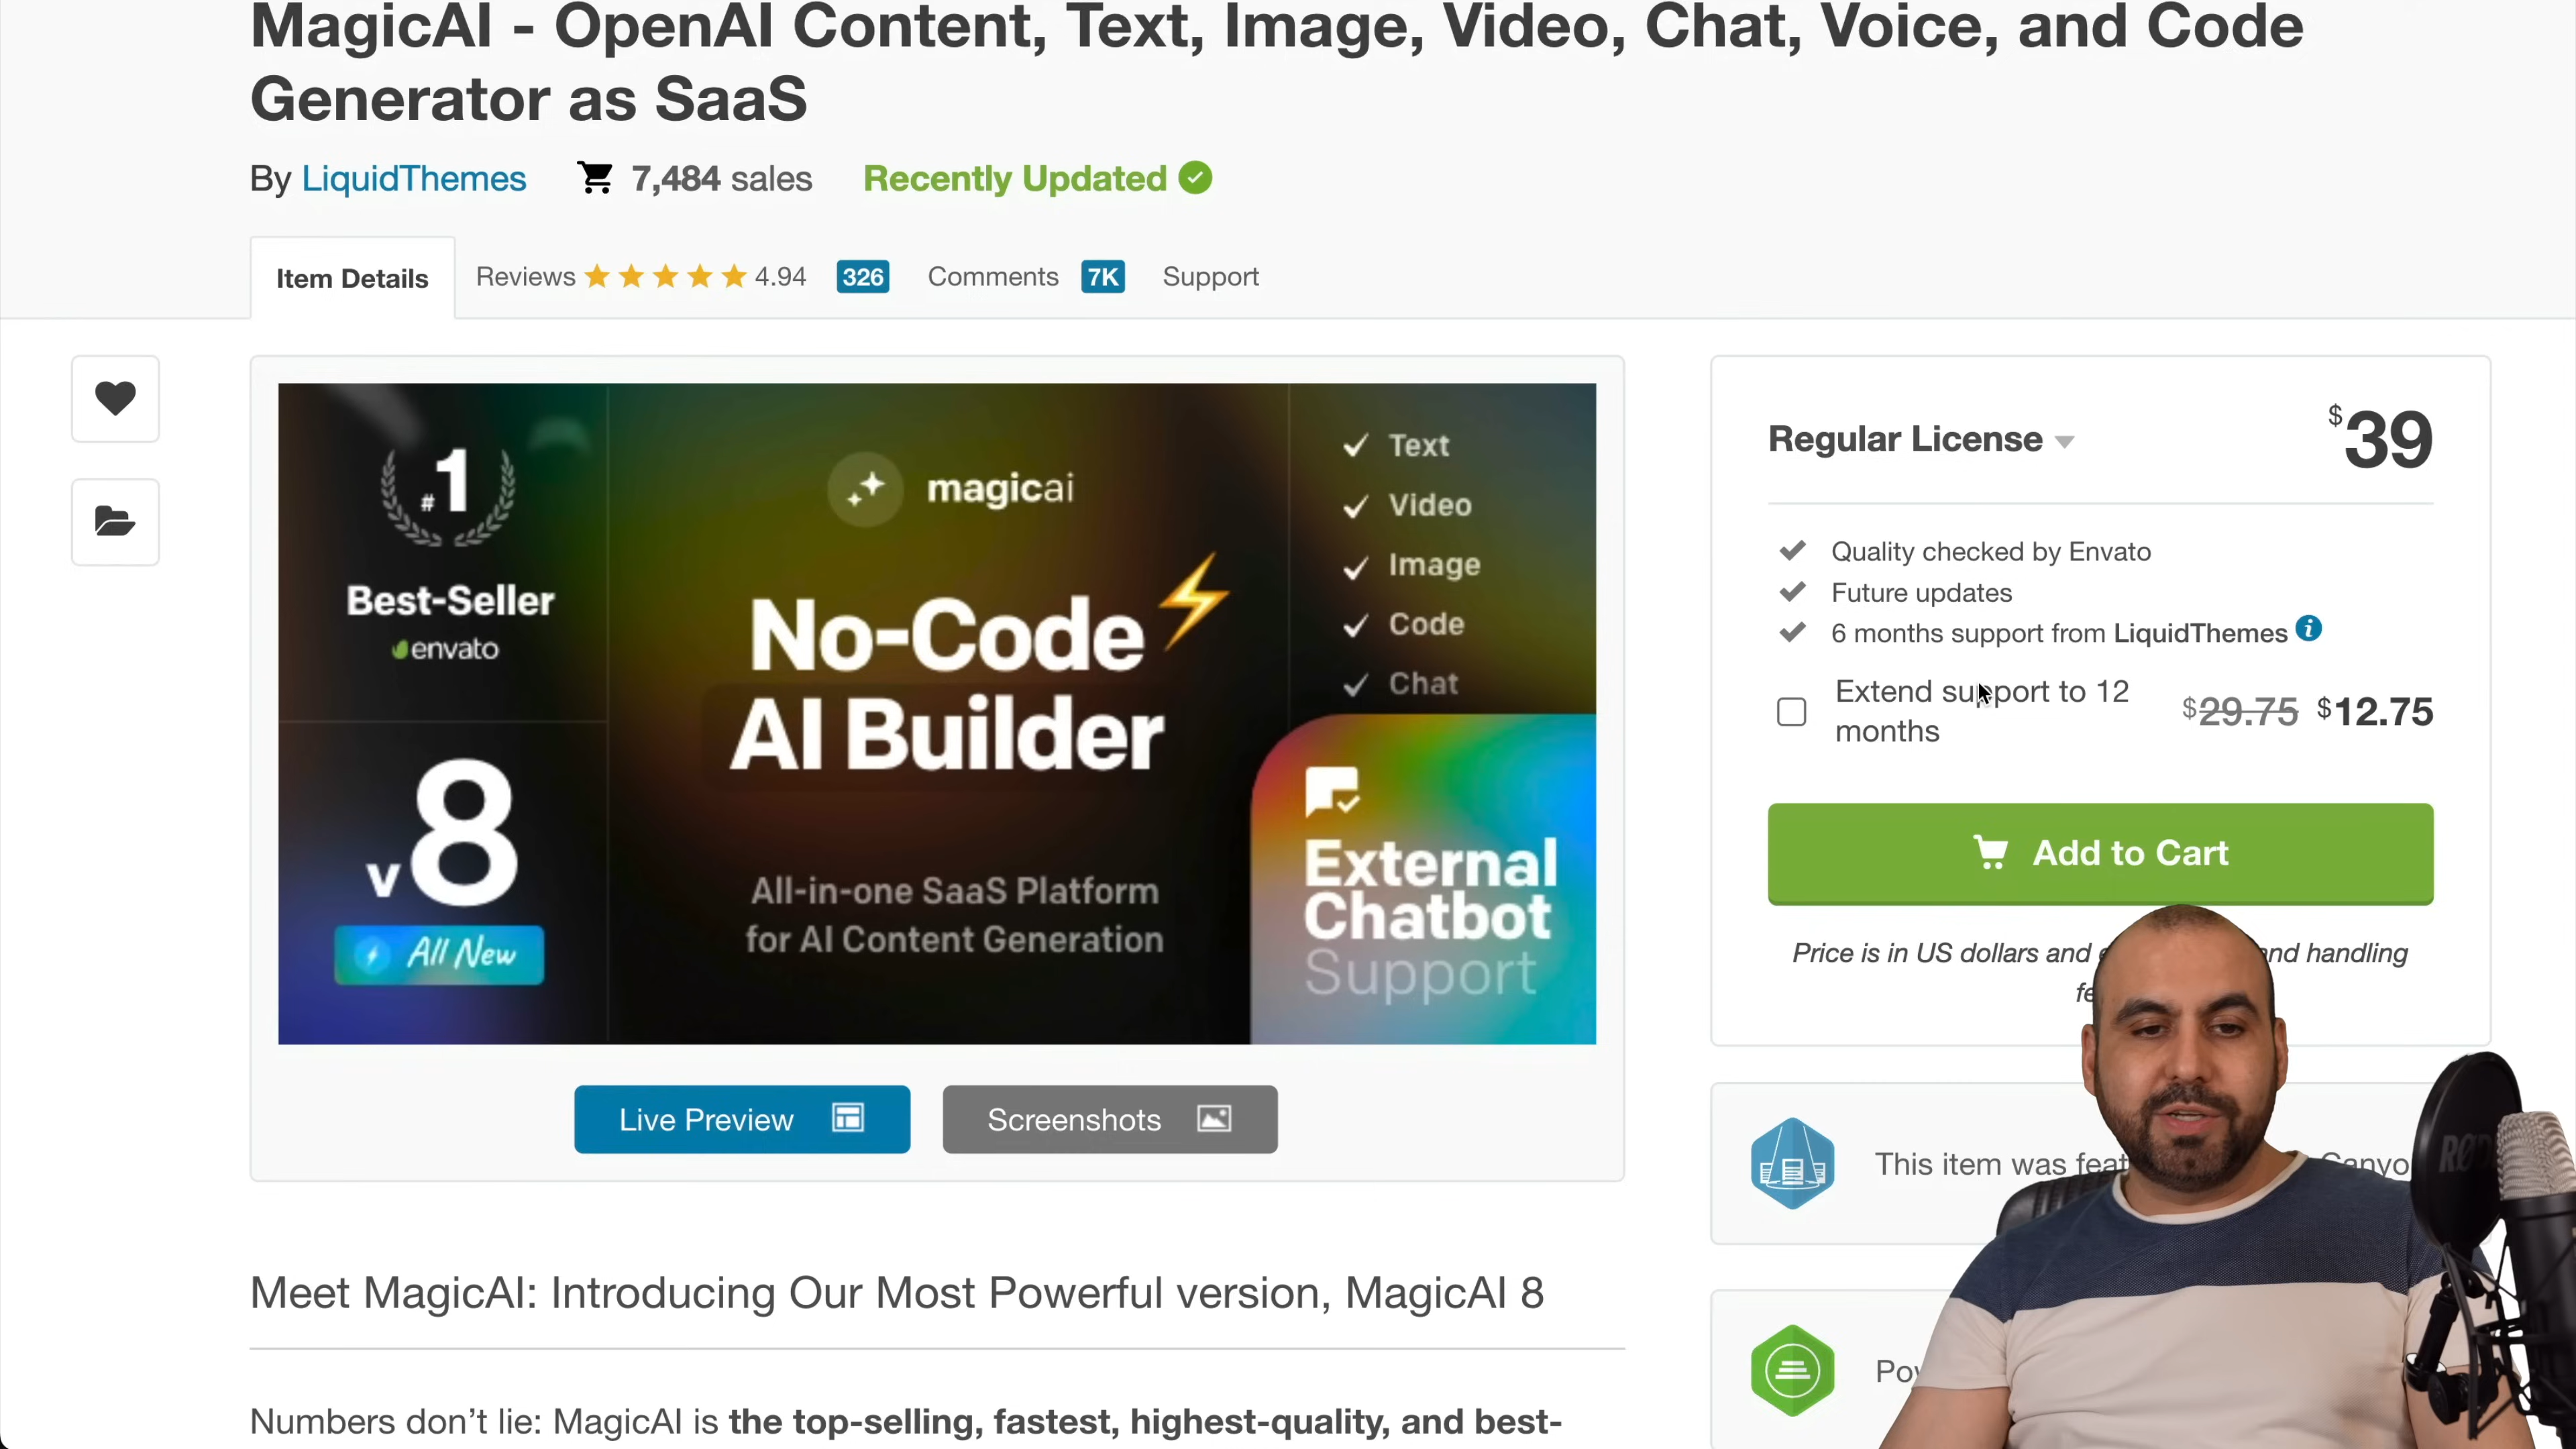 MagicAI - OpenAI Content, Text, Image, Video, Chat, Voice, and Code
Generator as SaaS
By LiquidThemes 7,484 sales Recently Updated
Item Details Reviews 4.94 326 Comments 7K Support
#1
Best-Seller
envato
v8
All New
magicai
No-Code
AI Builder
All-in-one SaaS Platform
for AI Content Generation
Text
Video
Image
Code
Chat
External
Chatbot
Support
Live Preview Screenshots
Regular License $39
Quality checked by Envato
Future updates
6 months support from LiquidThemes
Extend support to 12
months $29.75 $12.75
Add to Cart
Price is in US dollars and nd handling
This item was
Meet MagicAI: Introducing Our Most Powerful version, MagicAI 8
Numbers don’t lie: MagicAI is the top-selling, fastest, highest-quality, and best-